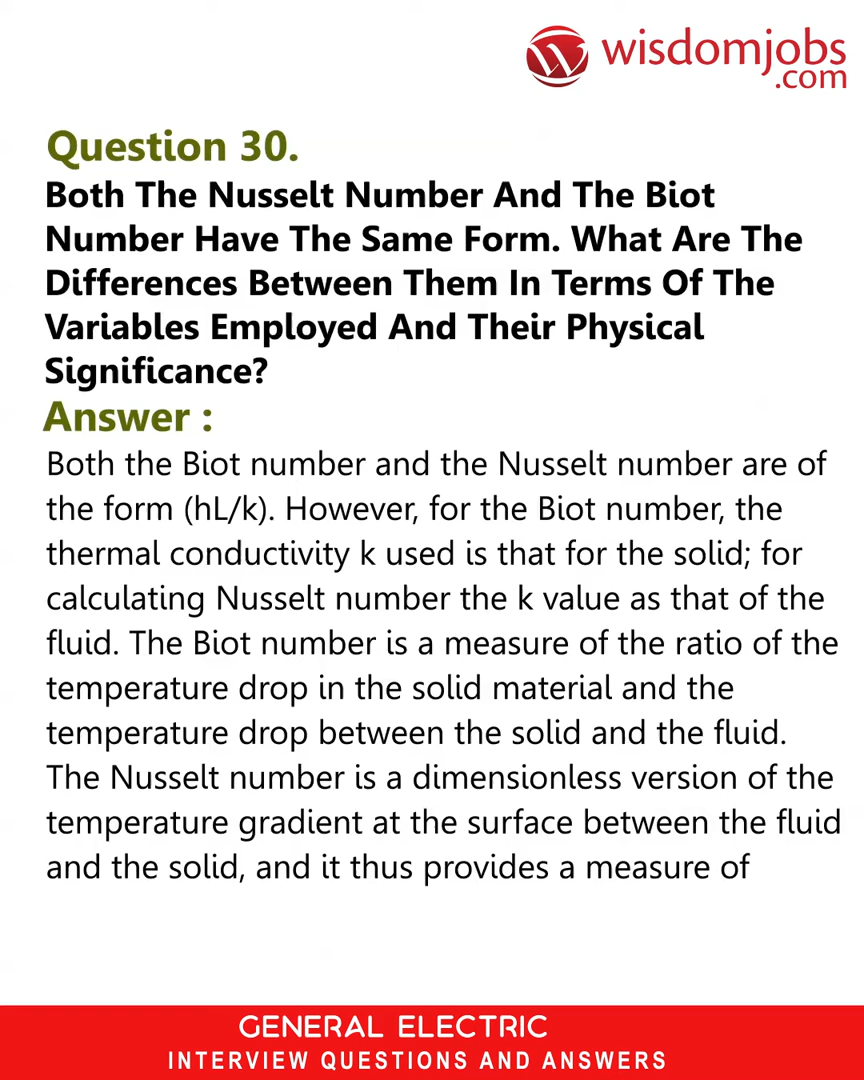 wisdomjobs
.com
Question 30.
Both The Nusselt Number And The Biot
Number Have The Same Form. What Are The
Differences Between Them In Terms Of The
Variables Employed And Their Physical
Significance?
Answer :
Both the Biot number and the Nusselt number are of
the form (hL/k). However, for the Biot number, the
thermal conductivity k used is that for the solid; for
calculating Nusselt number the k value as that of the
fluid. The Biot number is a measure of the ratio of the
temperature drop in the solid material and the
temperature drop between the solid and the fluid.
The Nusselt number is a dimensionless version of the
temperature gradient at the surface between the fluid
and the solid, and it thus provides a measure of
GENERAL ELECTRIC
INTERVIEW QUESTIONS AND ANSWERS